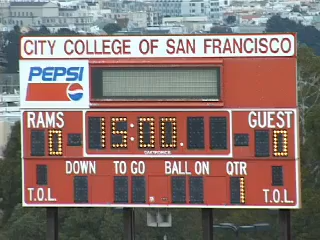 CITY COLLEGE OF SAN FRANCISCO
PEPSI
RAMS 15:00 GUEST
0 0
DOWN TO GO BALL ON QTR
T.O.L. 1 T.O.L.